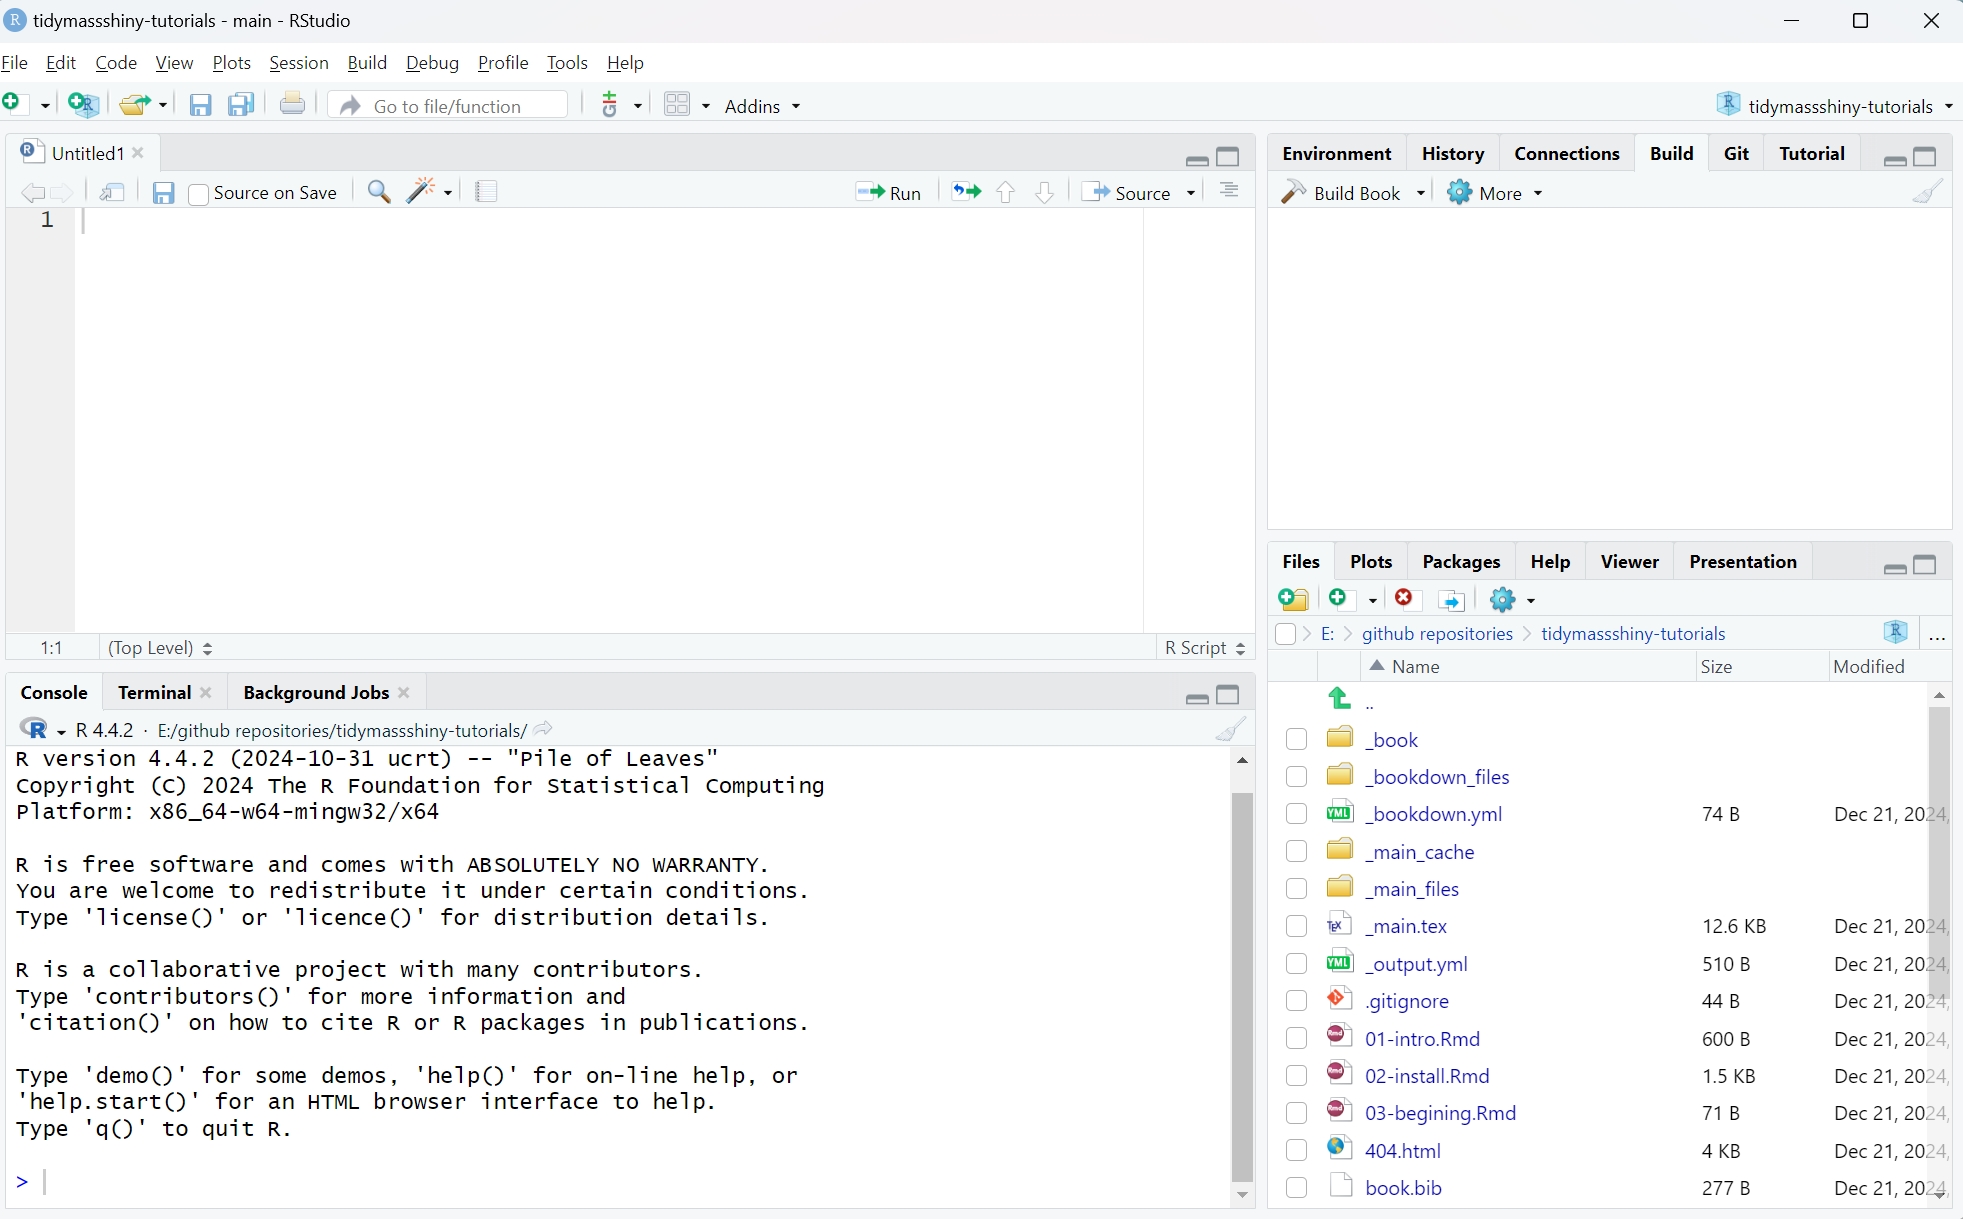 tidymassshiny-tutorials - main - RStudio
File Edit Code View Plots Session Build Debug Profile Tools Help
Go to file/function Addins tidymassshiny-tutorials
Untitled1
Source on Save Run Source
1
1:1 (Top Level) R Script
Console Terminal Background Jobs
R 4.4.2 · E:/github repositories/tidymassshiny-tutorials/
R version 4.4.2 (2024-10-31 ucrt) -- "Pile of Leaves"
Copyright (C) 2024 The R Foundation for Statistical Computing
Platform: x86_64-w64-mingw32/x64
R is free software and comes with ABSOLUTELY NO WARRANTY.
You are welcome to redistribute it under certain conditions.
Type 'license()' or 'licence()' for distribution details.
R is a collaborative project with many contributors.
Type 'contributors()' for more information and
'citation()' on how to cite R or R packages in publications.
Type 'demo()' for some demos, 'help()' for on-line help, or
'help.start()' for an HTML browser interface to help.
Type 'q()' to quit R.
>
Environment History Connections Build Git Tutorial
Build Book More
Files Plots Packages Help Viewer Presentation
E: > github repositories > tidymassshiny-tutorials ...
Name Size Modified
..
_book
_bookdown_files
_bookdown.yml 74 B Dec 21, 2024,
_main_cache
_main_files
_main.tex 12.6 KB Dec 21, 2024,
_output.yml 510 B Dec 21, 2024,
.gitignore 44 B Dec 21, 2024,
01-intro.Rmd 600 B Dec 21, 2024,
02-install.Rmd 1.5 KB Dec 21, 2024,
03-begining.Rmd 71 B Dec 21, 2024,
404.html 4 KB Dec 21, 2024,
book.bib 277 B Dec 21, 2024,